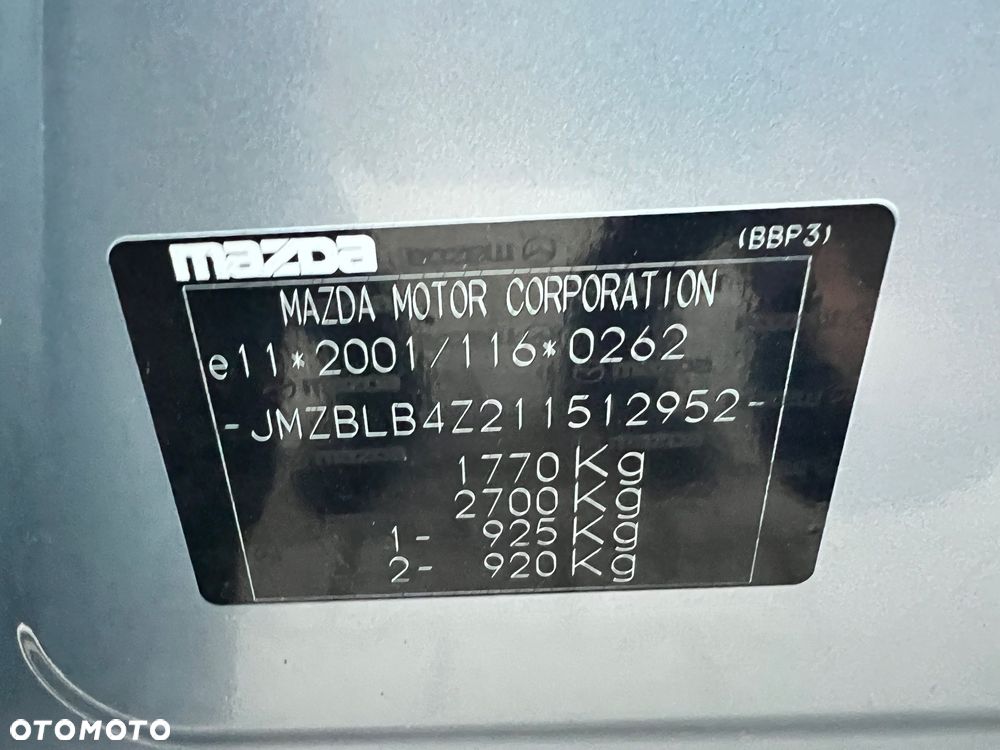 mazda
(BBP3)
MAZDA MOTOR CORPORATION
e11*2001/116*0262
-JMZBLB4Z211512952-
1770Kg
2700Kg
1- 925Kg
2- 920Kg
OTOMOTO